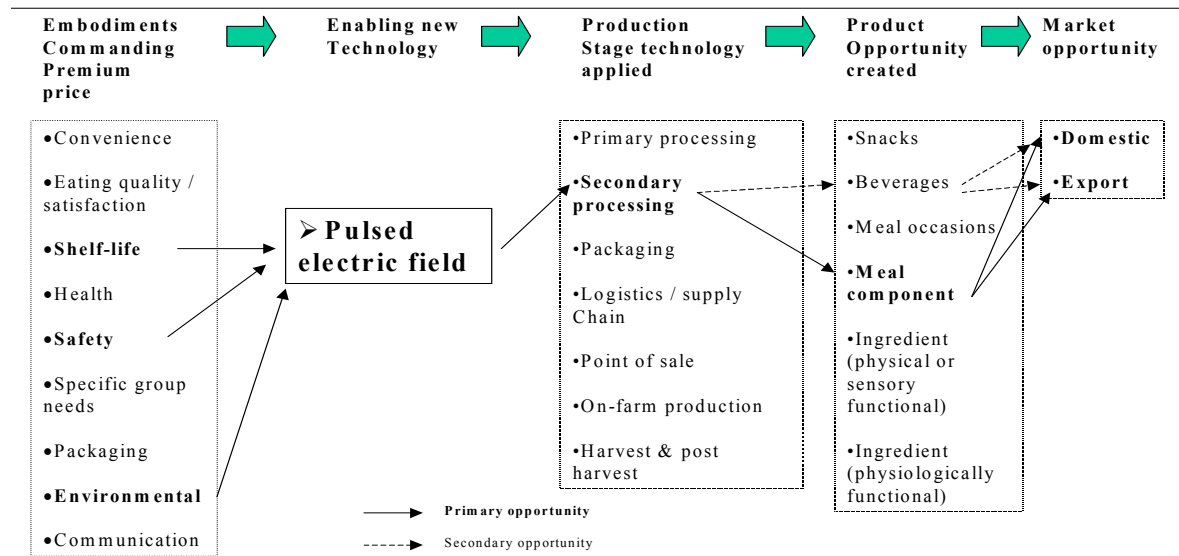 Embodiments
Commanding
Premium
price
Enabling new
Technology
Production
Stage technology
applied
Product
Opportunity
created
Market
opportunity
•Convenience
•Eating quality /
satisfaction
•Shelf-life
•Health
•Safety
•Specific group
needs
•Packaging
•Environmental
•Communication
➢ Pulsed
electric field
•Primary processing
•Secondary
processing
•Packaging
•Logistics / supply
Chain
•Point of sale
•On-farm production
•Harvest & post
harvest
•Snacks
•Beverages
•Meal occasions
•Meal
component
•Ingredient
(physical or
sensory
functional)
•Ingredient
(physiologically
functional)
•Domestic
•Export
Primary opportunity
Secondary opportunity